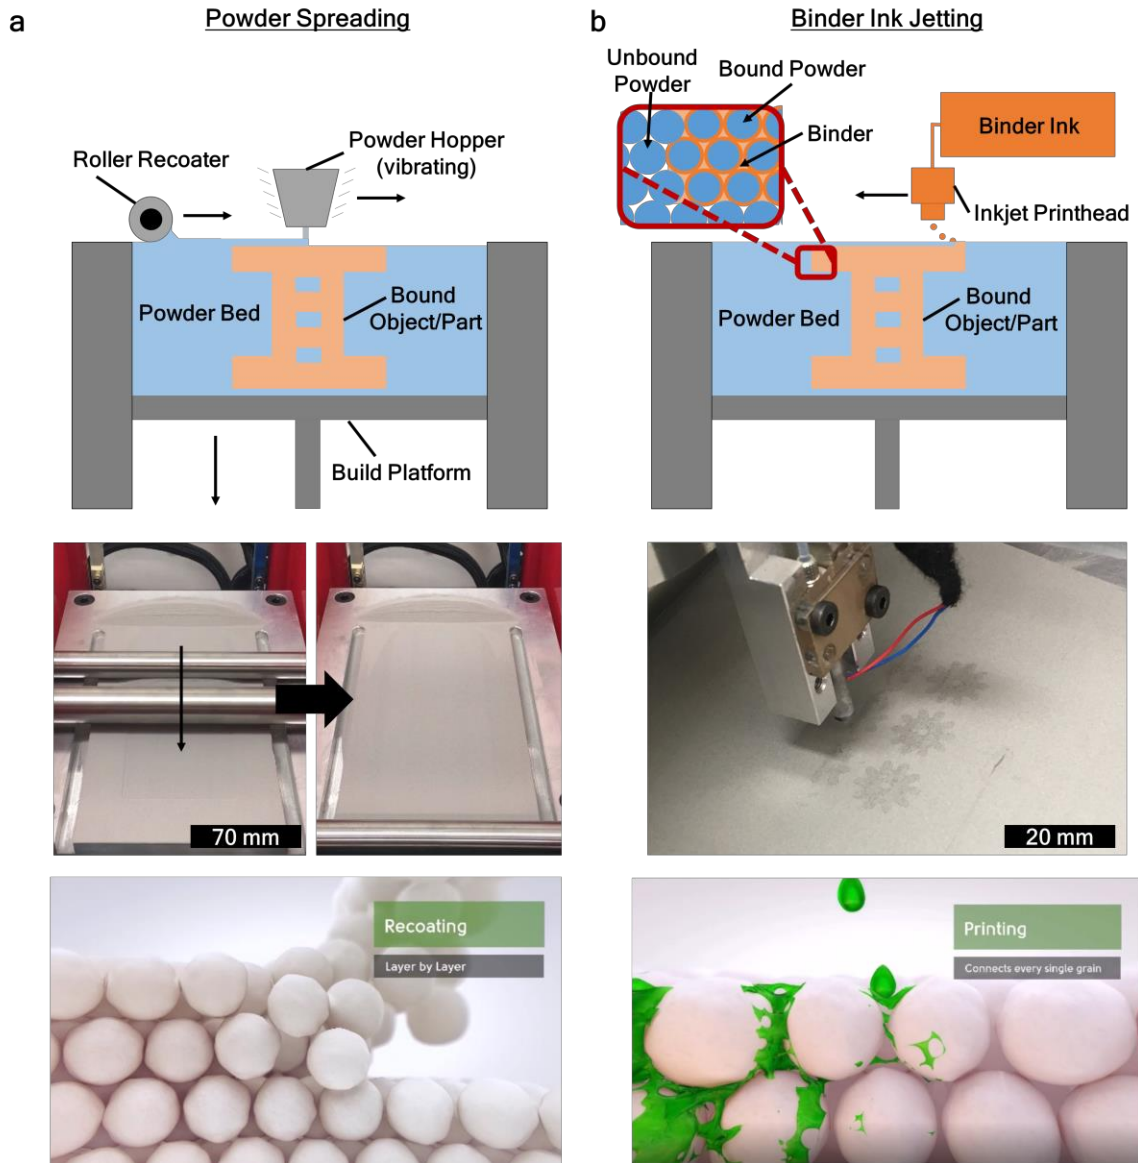 a
Powder Spreading
Roller Recoater
Powder Hopper
(vibrating)
Powder Bed
Bound
Object/Part
Build Platform
70 mm
Recoating
Layer by Layer
b
Binder Ink Jetting
Unbound
Powder
Bound Powder
Binder
Binder Ink
Inkjet Printhead
Powder Bed
Bound
Object/Part
20 mm
Printing
Connects every single grain